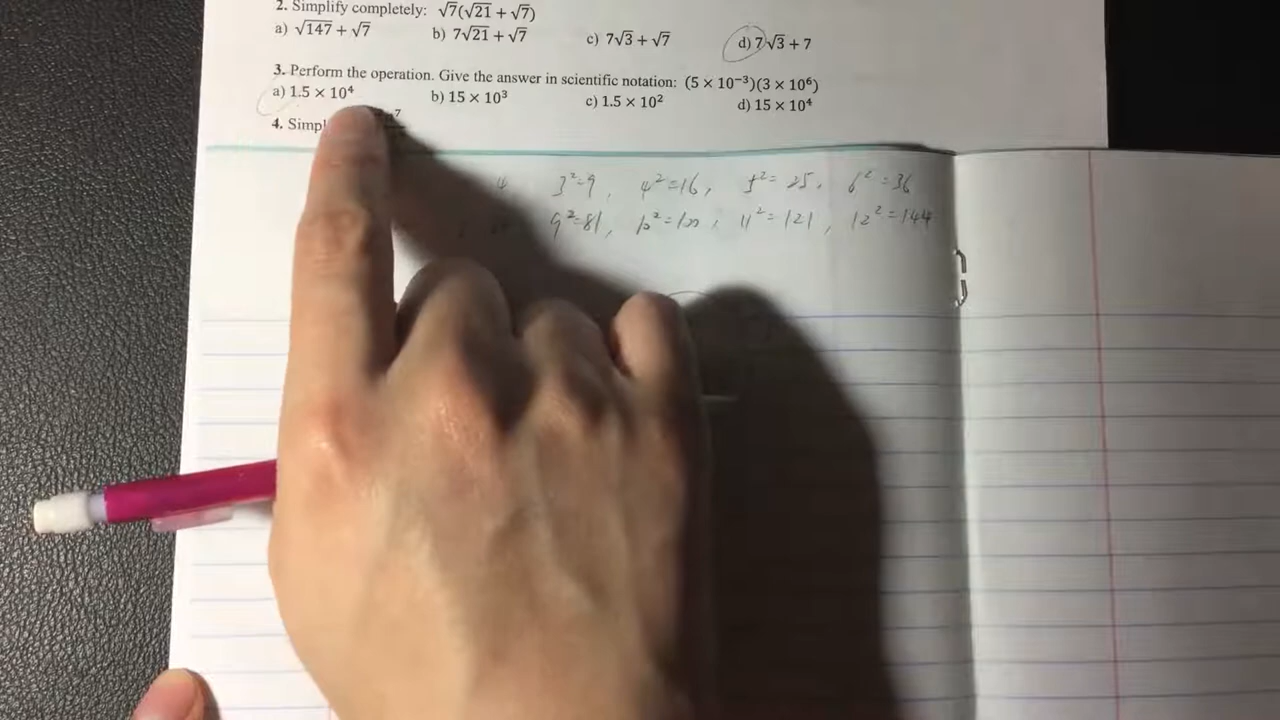 2. Simplify completely: √7(√21 + √7)
a) √147 + √7 b) 7√21 + √7 c) 7√3 + √7 d) 7√3 + 7
3. Perform the operation. Give the answer in scientific notation: (5 × 10⁻³)(3 × 10⁶)
a) 1.5 × 10⁴ b) 15 × 10³ c) 1.5 × 10² d) 15 × 10⁴
4. 7
4 3²=9, 4²=16, 5²=25, 6²=36
9²=81, 10²=100, 11²=121, 12²=144